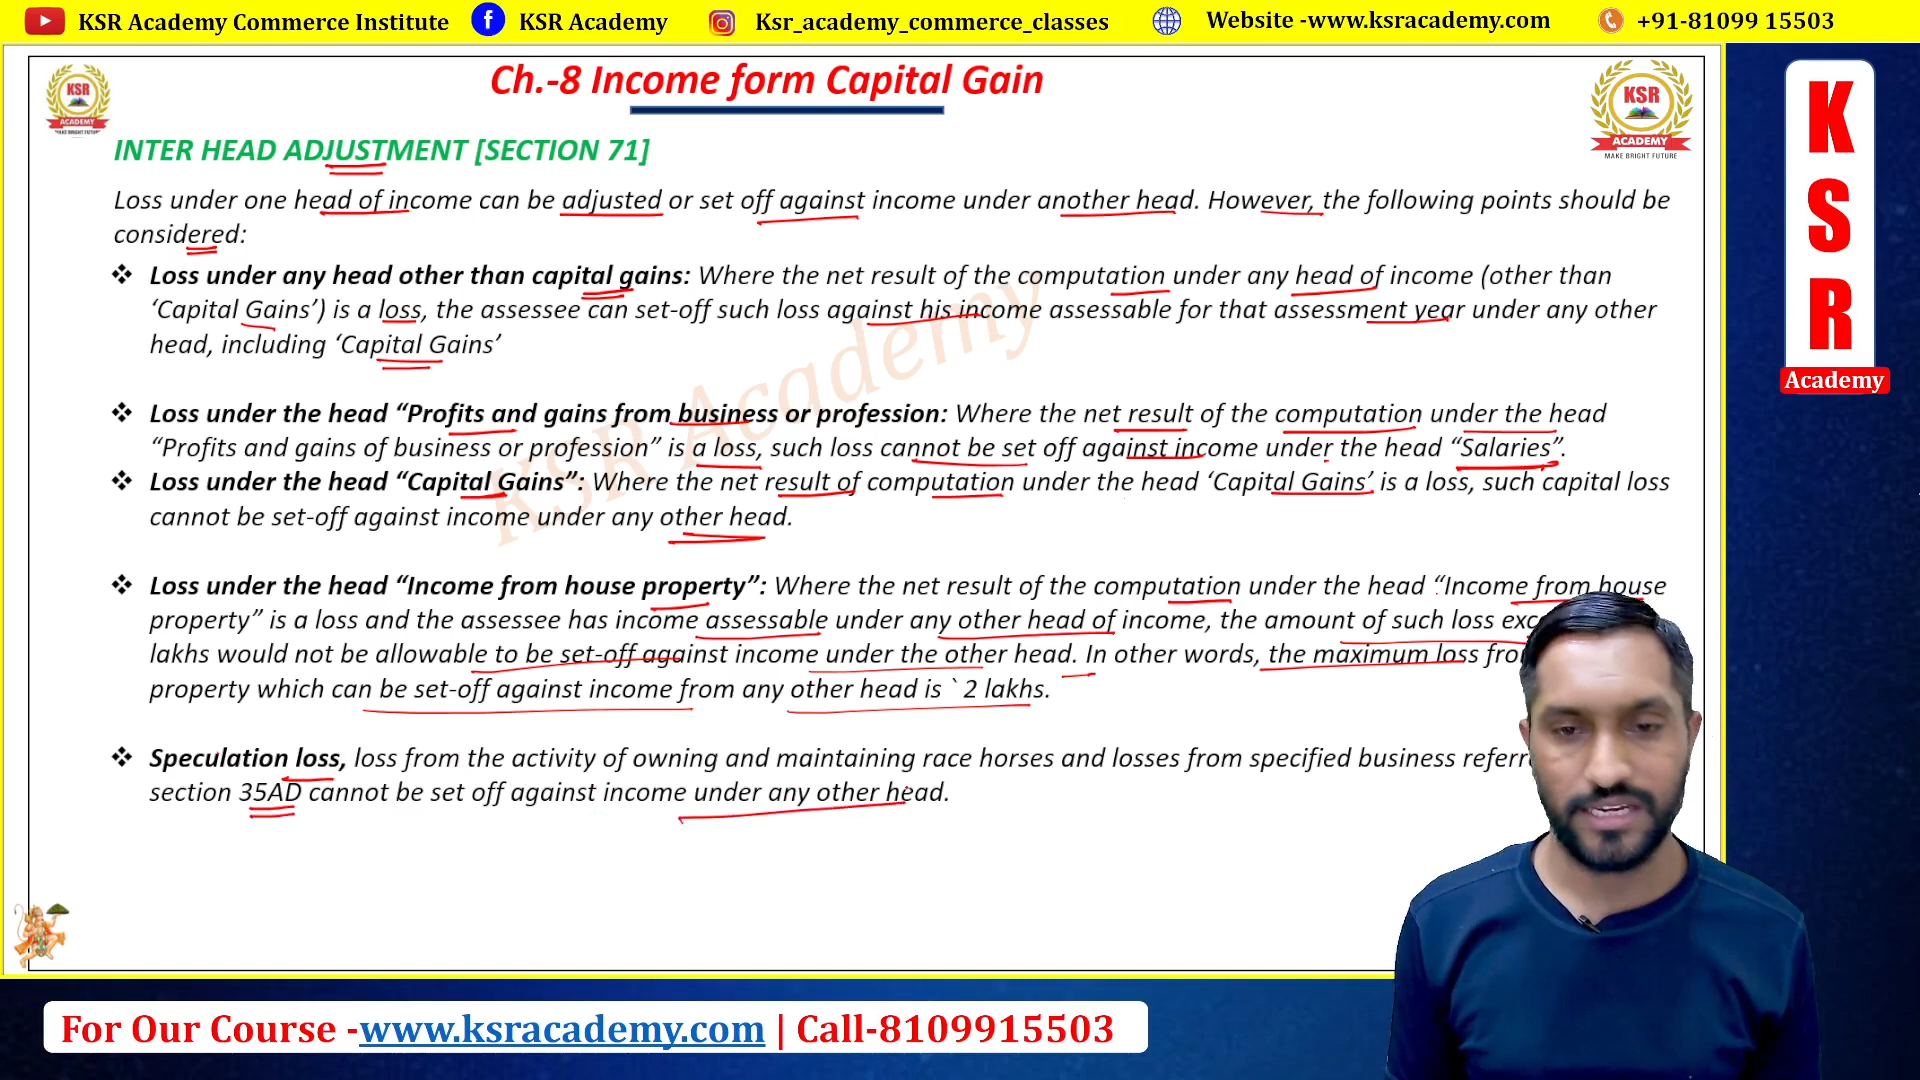 KSR Academy Commerce Institute KSR Academy Ksr_academy_commerce_classes Website -www.ksracademy.com +91-81099 15503
Ch.-8 Income form Capital Gain
KSR
ACADEMY
KSR
ACADEMY
MAKE BRIGHT FUTURE
K
S
R
Academy
INTER HEAD ADJUSTMENT [SECTION 71]
Loss under one head of income can be adjusted or set off against income under another head. However, the following points should be
considered:
❖ Loss under any head other than capital gains: Where the net result of the computation under any head of income (other than
‘Capital Gains’) is a loss, the assessee can set-off such loss against his income assessable for that assessment year under any other
head, including ‘Capital Gains’
❖ Loss under the head “Profits and gains from business or profession: Where the net result of the computation under the head
“Profits and gains of business or profession” is a loss, such loss cannot be set off against income under the head “Salaries”.
❖ Loss under the head “Capital Gains”: Where the net result of computation under the head ‘Capital Gains’ is a loss, such capital loss
cannot be set-off against income under any other head.
❖ Loss under the head “Income from house property”: Where the net result of the computation under the head “Income from house
property” is a loss and the assessee has income assessable under any other head of income, the amount of such loss
lakhs would not be allowable to be set-off against income under the other head. In other words, the maximum loss
property which can be set-off against income from any other head is ` 2 lakhs.
❖ Speculation loss, loss from the activity of owning and maintaining race horses and losses from specified business
section 35AD cannot be set off against income under any other head.
KSR Academy
For Our Course -www.ksracademy.com | Call-8109915503